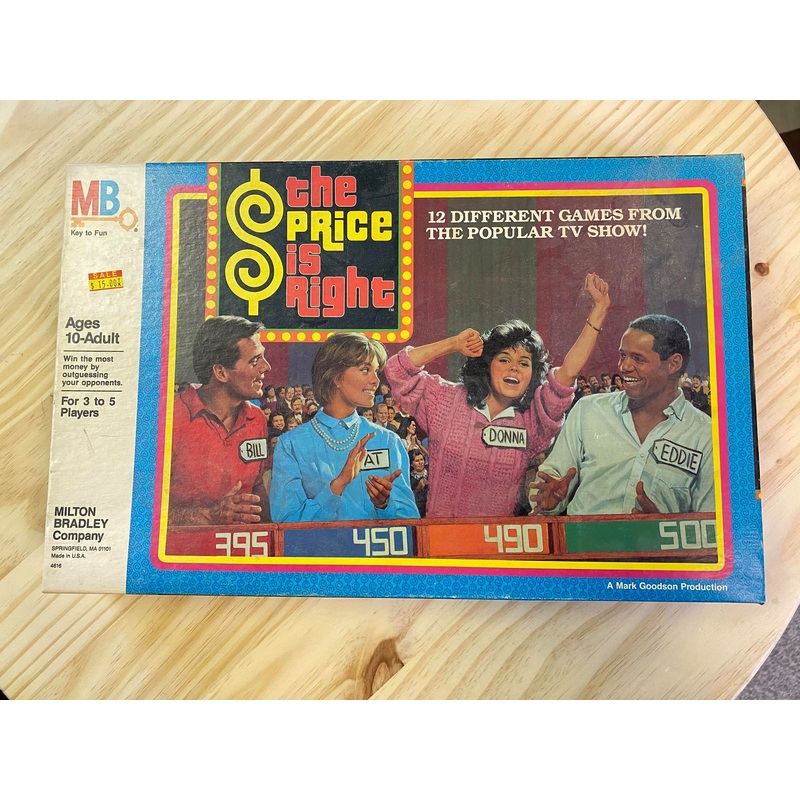 MB
®
Key to Fun
SALE
$ 15.00
Ages
10-Adult
Win the most
money by
outguessing
your opponents.
For 3 to 5
Players
MILTON
BRADLEY
Company
SPRINGFIELD, MA 01101
Made in U.S.A.
4616
$
the
PRICE
is
Right
TM
12 DIFFERENT GAMES FROM
THE POPULAR TV SHOW!
BILL
AT
DONNA
EDDIE
395
450
490
500
A Mark Goodson Production